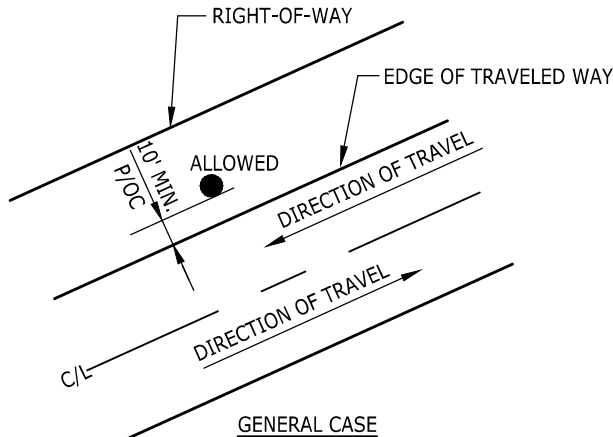 RIGHT-OF-WAY
EDGE OF TRAVELED WAY
10' MIN.
P/OC
ALLOWED
DIRECTION OF TRAVEL
DIRECTION OF TRAVEL
C/L
GENERAL CASE